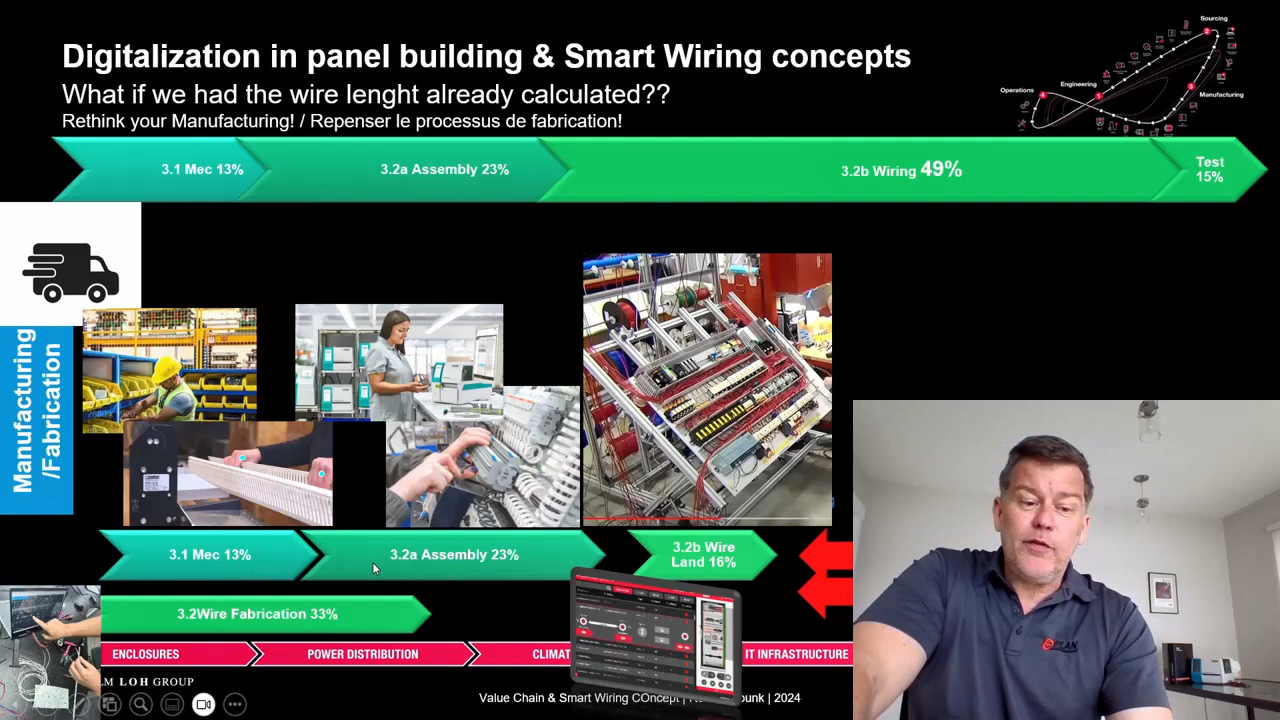 Digitalization in panel building & Smart Wiring concepts
What if we had the wire lenght already calculated??
Rethink your Manufacturing! / Repenser le processus de fabrication!
Sourcing
Operations
Engineering
Manufacturing
3.1 Mec 13%
3.2a Assembly 23%
3.2b Wiring 49%
Test
15%
Manufacturing
/Fabrication
3.1 Mec 13%
3.2a Assembly 23%
3.2b Wire
Land 16%
3.2Wire Fabrication 33%
ENCLOSURES
POWER DISTRIBUTION
CLIMAT
IT INFRASTRUCTURE
LM LOH GROUP
Value Chain & Smart Wiring COncept |
ounk | 2024